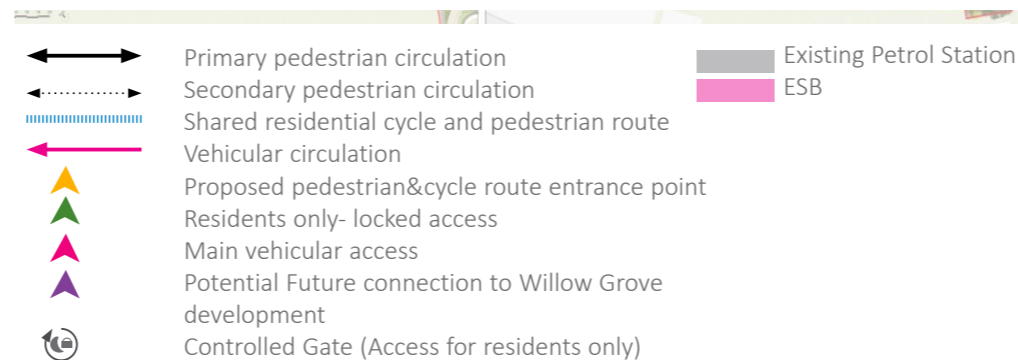 Primary pedestrian circulation
Secondary pedestrian circulation
Shared residential cycle and pedestrian route
Vehicular circulation
Proposed pedestrian&cycle route entrance point
Residents only- locked access
Main vehicular access
Potential Future connection to Willow Grove
development
Controlled Gate (Access for residents only)
Existing Petrol Station
ESB